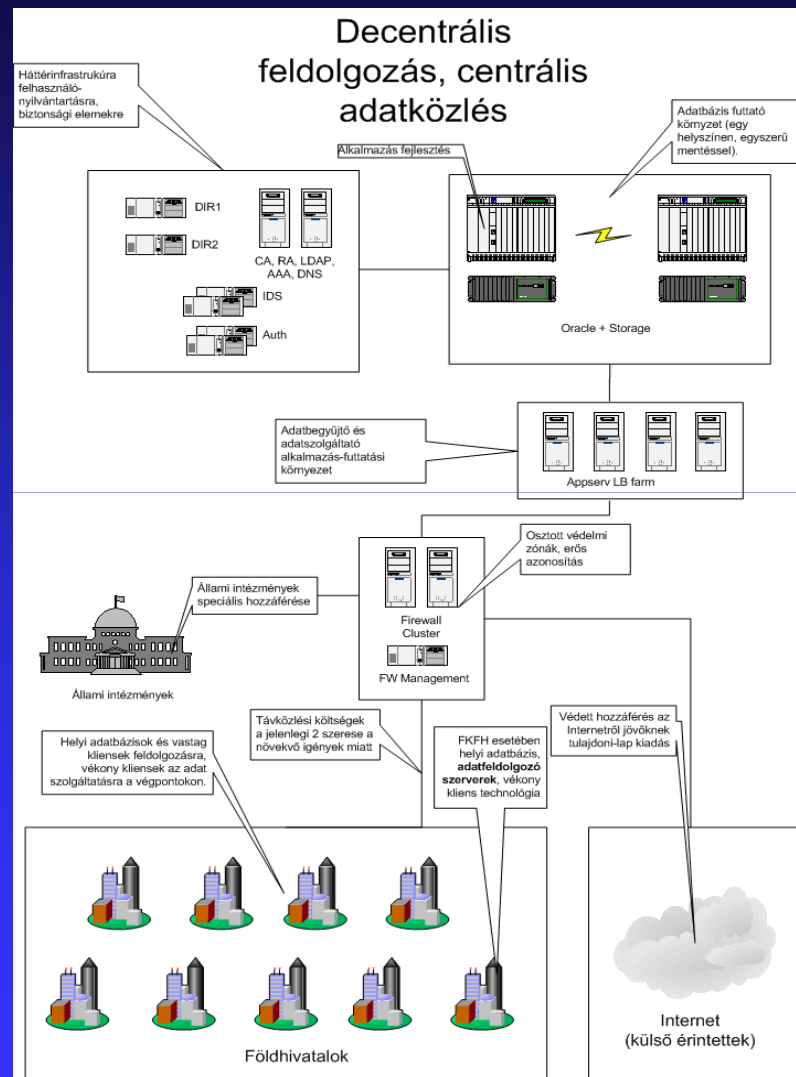 Decentrális
feldolgozás, centrális
adatközlés
Háttérinfrastrukúra
felhasználó-
nyilvántartásra,
biztonsági elemekre
Alkalmazás fejlesztés
Adatbázis futtató
környzet (egy
helyszínen, egyszerű
mentéssel).
DIR1
DIR2
CA, RA, LDAP,
AAA, DNS
IDS
Auth
Oracle + Storage
Adatbegyűjtő és
adatszolgáltató
alkalmazás-futtatási
környezet
Appserv LB farm
Osztott védelmi
zónák, erős
azonosítás
Állami intézmények
speciális hozzáférése
Firewall
Cluster
FW Management
Állami intézmények
Helyi adatbázisok és vastag
kliensek feldolgozásra,
vékony kliensek az adat
szolgáltatásra a végpontokon.
Távközlési költségek
a jelenlegi 2 szerese a
növekvő igények miatt
FKFH esetében
helyi adatbázis,
adatfeldolgozó
szerverek, vékony
kliens technológia
Védett hozzáférés az
Internetről jövőknek
tulajdoni-lap kiadás
Földhivatalok
Internet
(külső érintettek)